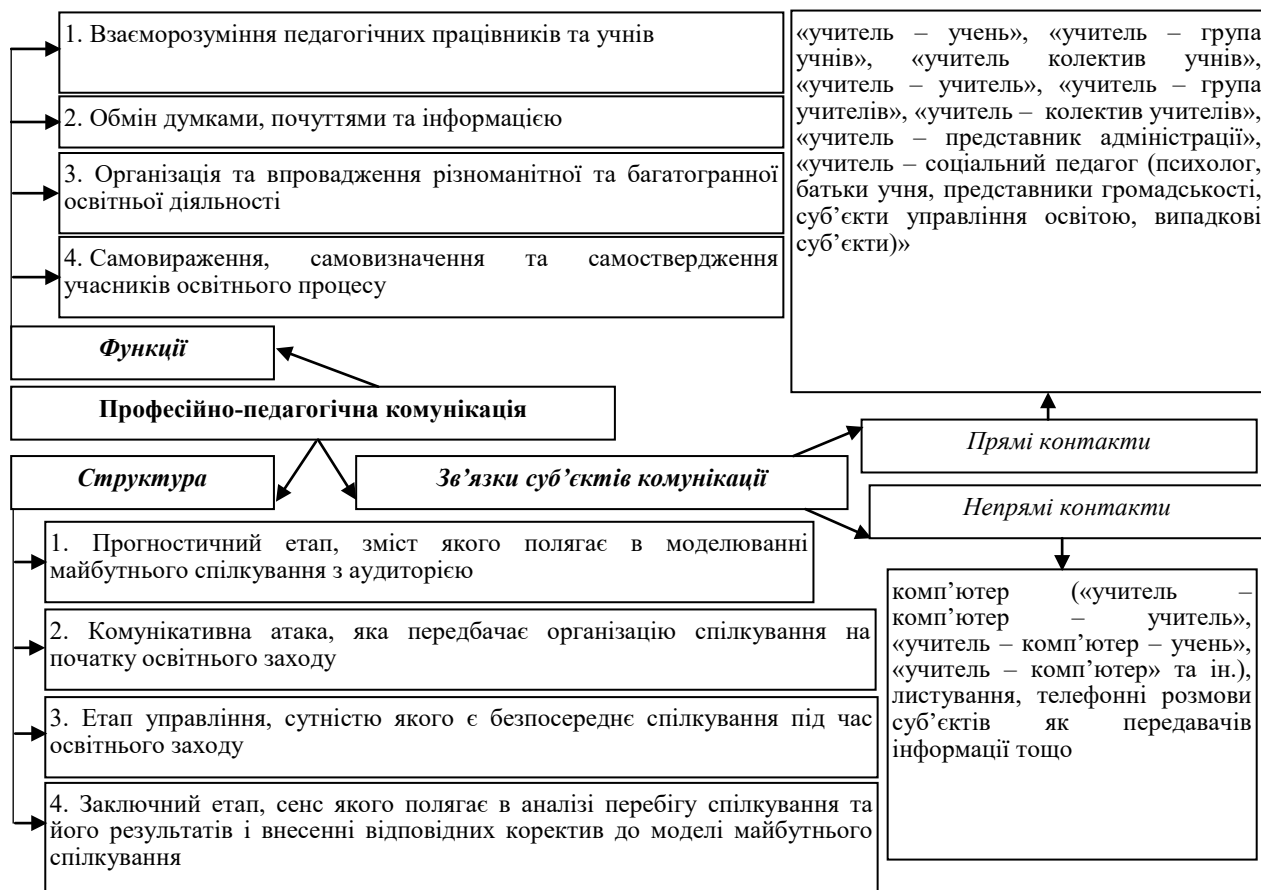 1. Взаєморозуміння педагогічних працівників та учнів
2. Обмін думками, почуттями та інформацією
3. Організація та впровадження різноманітної та багатогранної
освітньої діяльності
4. Самовираження, самовизначення та самоствердження
учасників освітнього процесу
«учитель – учень», «учитель – група
учнів», «учитель колектив учнів»,
«учитель – учитель», «учитель – група
учителів», «учитель – колектив учителів»,
«учитель – представник адміністрації»,
«учитель – соціальний педагог (психолог,
батьки учня, представники громадськості,
суб’єкти управління освітою, випадкові
суб’єкти)»
Функції
Професійно-педагогічна комунікація
Структура
Зв’язки суб’єктів комунікації
Прямі контакти
Непрямі контакти
1. Прогностичний етап, зміст якого полягає в моделюванні
майбутнього спілкування з аудиторією
2. Комунікативна атака, яка передбачає організацію спілкування на
початку освітнього заходу
3. Етап управління, сутністю якого є безпосереднє спілкування під час
освітнього заходу
4. Заключний етап, сенс якого полягає в аналізі перебігу спілкування та
його результатів і внесенні відповідних коректив до моделі майбутнього
спілкування
комп’ютер («учитель –
комп’ютер – учитель»,
«учитель – комп’ютер – учень»,
«учитель – комп’ютер» та ін.),
листування, телефонні розмови
суб’єктів як передавачів
інформації тощо